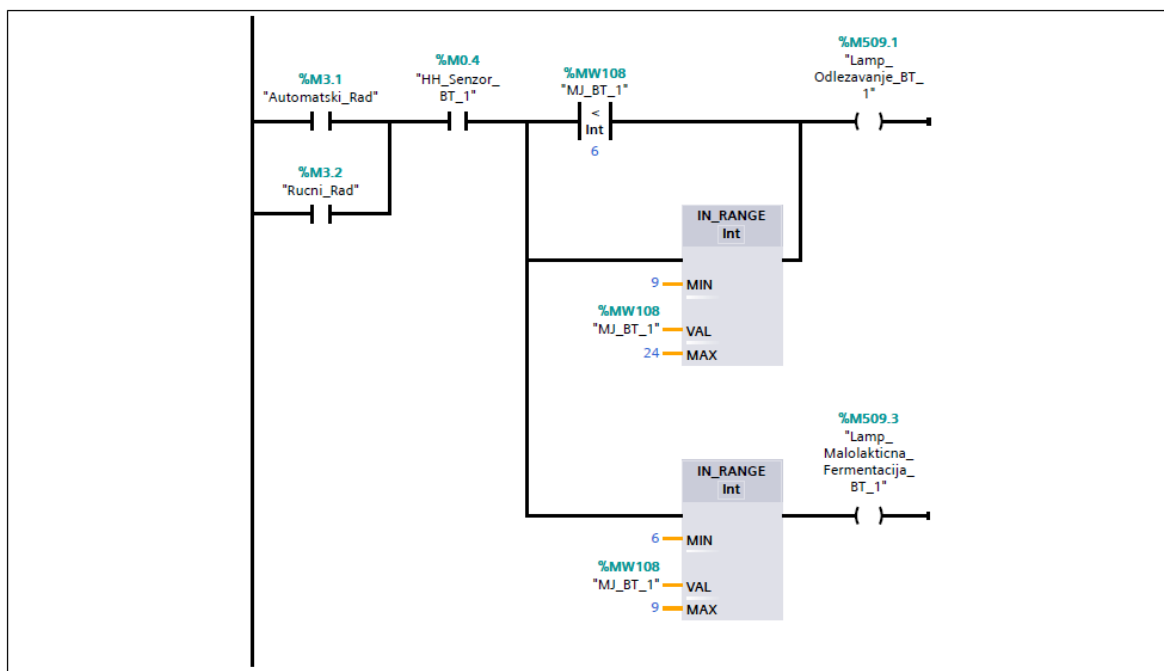 %M509.1
"Lamp_
Odlezavanje_BT_
1"
%M0.4
"HH_Senzor_
BT_1"
%MW108
"MJ_BT_1"
%M3.1
"Automatski_Rad"
<
Int
6
%M3.2
"Rucni_Rad"
IN_RANGE
Int
9 MIN
%MW108
"MJ_BT_1" VAL
24 MAX
%M509.3
"Lamp_
Malolakticna_
Fermentacija_
BT_1"
IN_RANGE
Int
6 MIN
%MW108
"MJ_BT_1" VAL
9 MAX